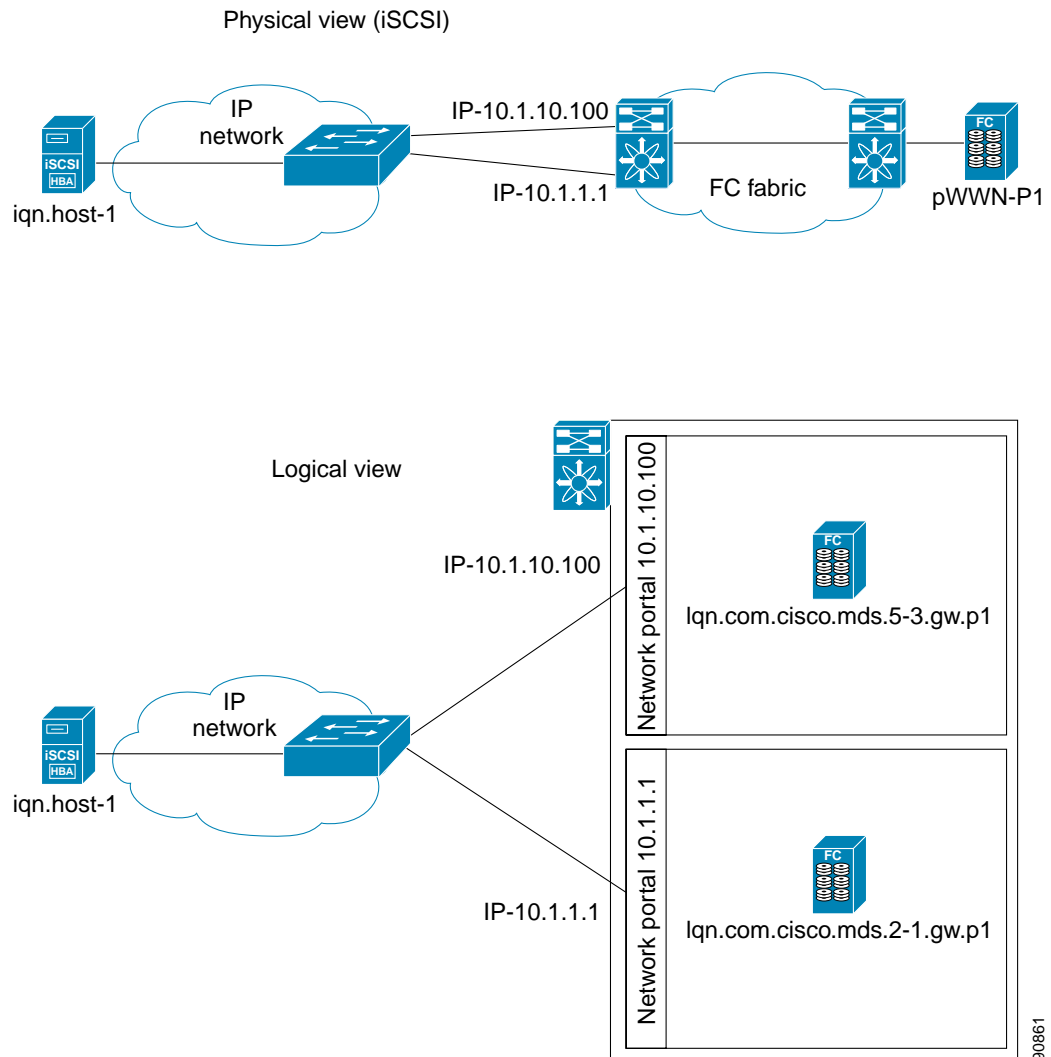 Physical view (iSCSI)
IP
network
IP-10.1.10.100
IP-10.1.1.1
iSCSI
HBA
iqn.host-1
FC fabric
FC
pWWN-P1
Logical view
IP-10.1.10.100
Network portal 10.1.10.100
FC
lqn.com.cisco.mds.5-3.gw.p1
IP
network
iSCSI
HBA
iqn.host-1
IP-10.1.1.1
Network portal 10.1.1.1
FC
lqn.com.cisco.mds.2-1.gw.p1
90861